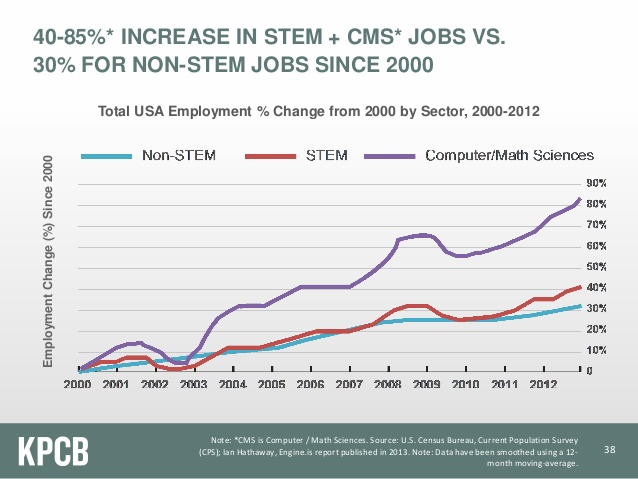 40-85%* INCREASE IN STEM + CMS* JOBS VS.
30% FOR NON-STEM JOBS SINCE 2000
Total USA Employment % Change from 2000 by Sector, 2000-2012
Non-STEM STEM Computer/Math Sciences
Employment Change (%) Since 2000
90%
80%
70%
60%
50%
40%
30%
20%
10%
0
2000 2001 2002 2003 2004 2005 2006 2007 2008 2009 2010 2011 2012
KPCB
Note: *CMS is Computer / Math Sciences. Source: U.S. Census Bureau, Current Population Survey
(CPS); Ian Hathaway, Engine.is report published in 2013. Note: Data have been smoothed using a 12-
month moving-average.
38